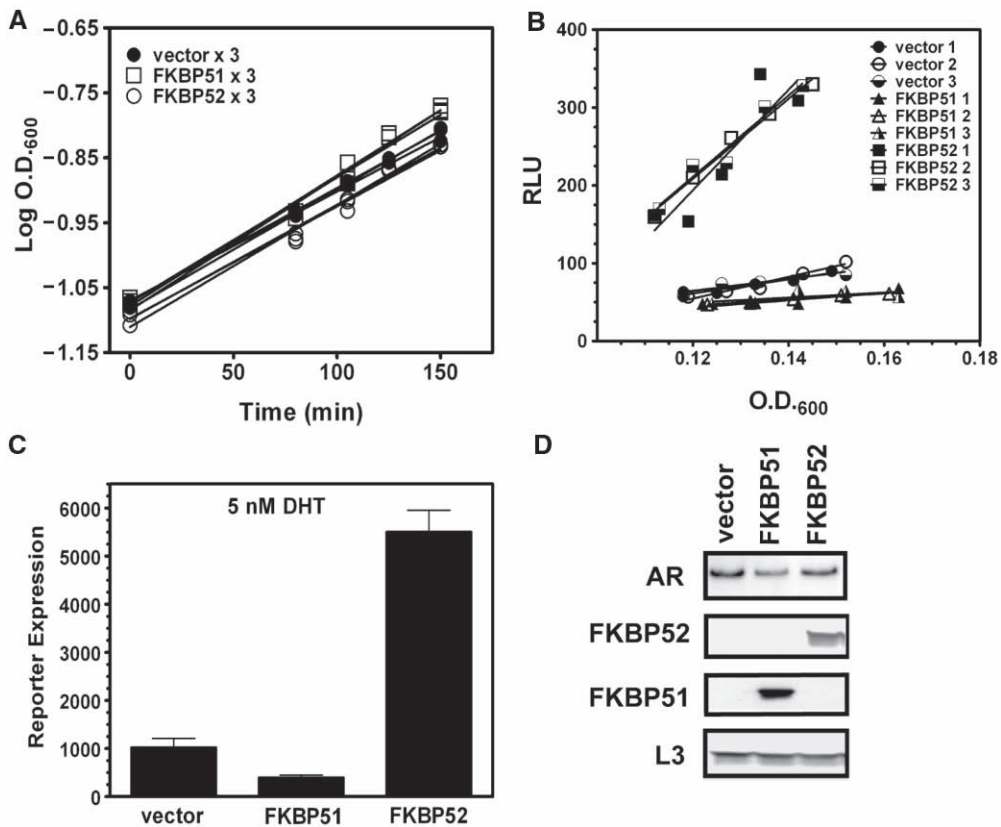 A
−0.65
−0.75
−0.85
−0.95
−1.05
−1.15
Log O.D.600
vector x 3
FKBP51 x 3
FKBP52 x 3
0 50 100 150
Time (min)
B
400
300
200
100
0
RLU
vector 1
vector 2
vector 3
FKBP51 1
FKBP51 2
FKBP51 3
FKBP52 1
FKBP52 2
FKBP52 3
0.12 0.14 0.16 0.18
O.D.600
C
6000
5000
4000
3000
2000
1000
0
Reporter Expression
5 nM DHT
vector FKBP51 FKBP52
D
vector
FKBP51
FKBP52
AR
FKBP52
FKBP51
L3